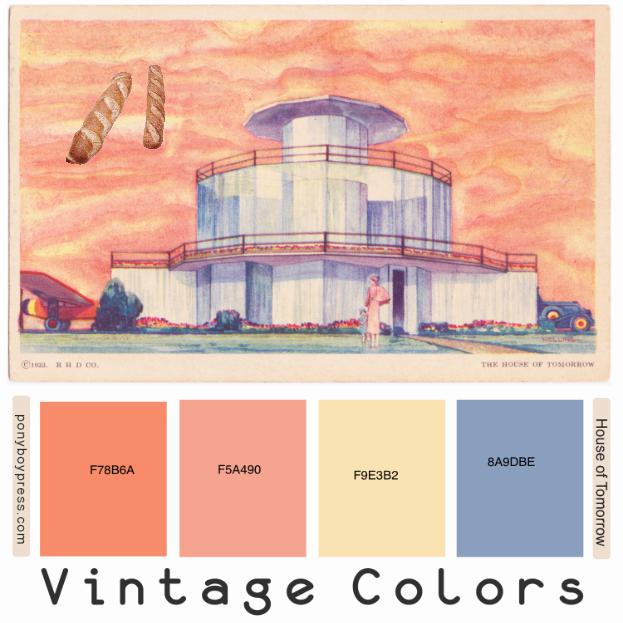 ©1933. R H D CO.
THE HOUSE OF TOMORROW
ponyboypress.com
F78B6A
F5A490
F9E3B2
8A9DBE
House of Tomorrow
Vintage Colors